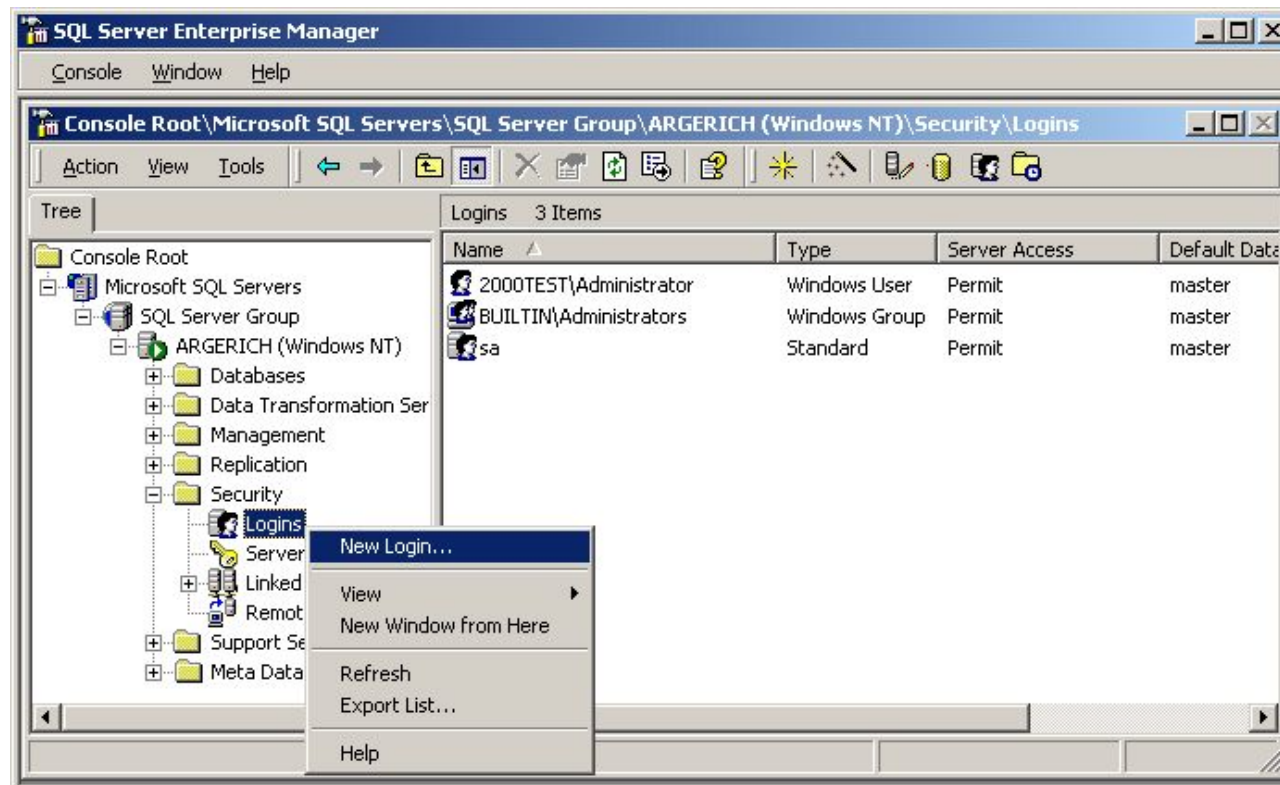 SQL Server Enterprise Manager
Console Window Help
Console Root\Microsoft SQL Servers\SQL Server Group\ARGERICH (Windows NT)\Security\Logins
Action View Tools
Tree
Logins 3 Items
Name Type Server Access Default Data
Console Root
Microsoft SQL Servers
SQL Server Group
ARGERICH (Windows NT)
Databases
Data Transformation Ser
Management
Replication
Security
Logins
Server
Linked
Remot
Support Se
Meta Data
2000TEST\Administrator Windows User Permit master
BUILTIN\Administrators Windows Group Permit master
sa Standard Permit master
New Login...
View
New Window from Here
Refresh
Export List...
Help